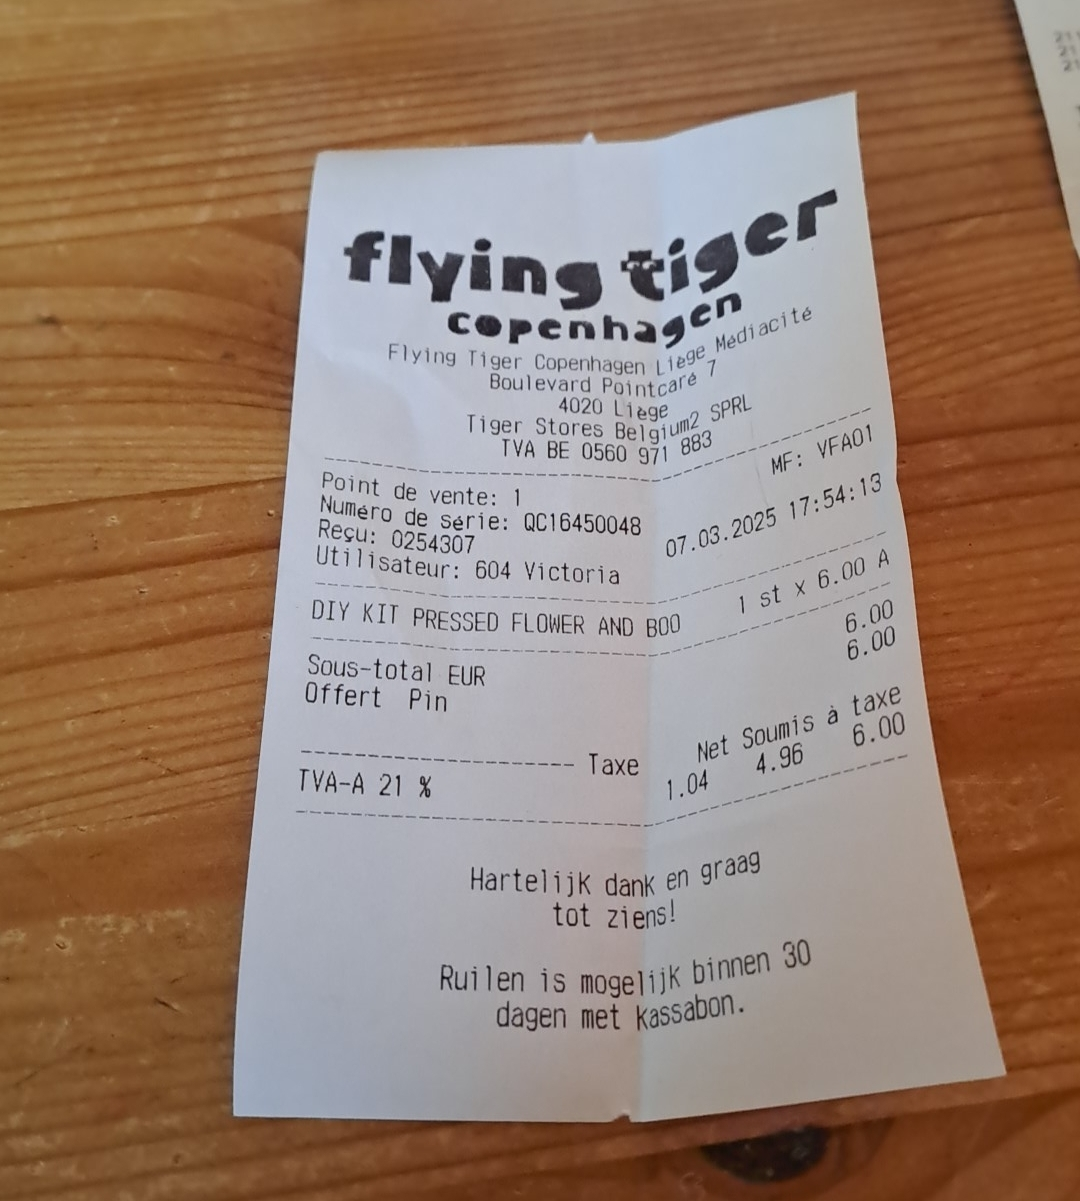 flying tiger
copenhagen
Flying Tiger Copenhagen Liège Médiacité
Boulevard Pointcaré 7
4020 Liège
Tiger Stores Belgium2 SPRL
TVA BE 0560 971 883
Point de vente: 1 MF: VFA01
Numéro de série: QC16450048
Reçu: 0254307 07.03.2025 17:54:13
Utilisateur: 604 Victoria
DIY KIT PRESSED FLOWER AND BOO 1 st x 6.00 A
Sous-total EUR 6.00
Offert Pin 6.00
Taxe Net Soumis à taxe
TVA-A 21 % 1.04 4.96 6.00
Hartelijk dank en graag
tot ziens!
Ruilen is mogelijk binnen 30
dagen met kassabon.